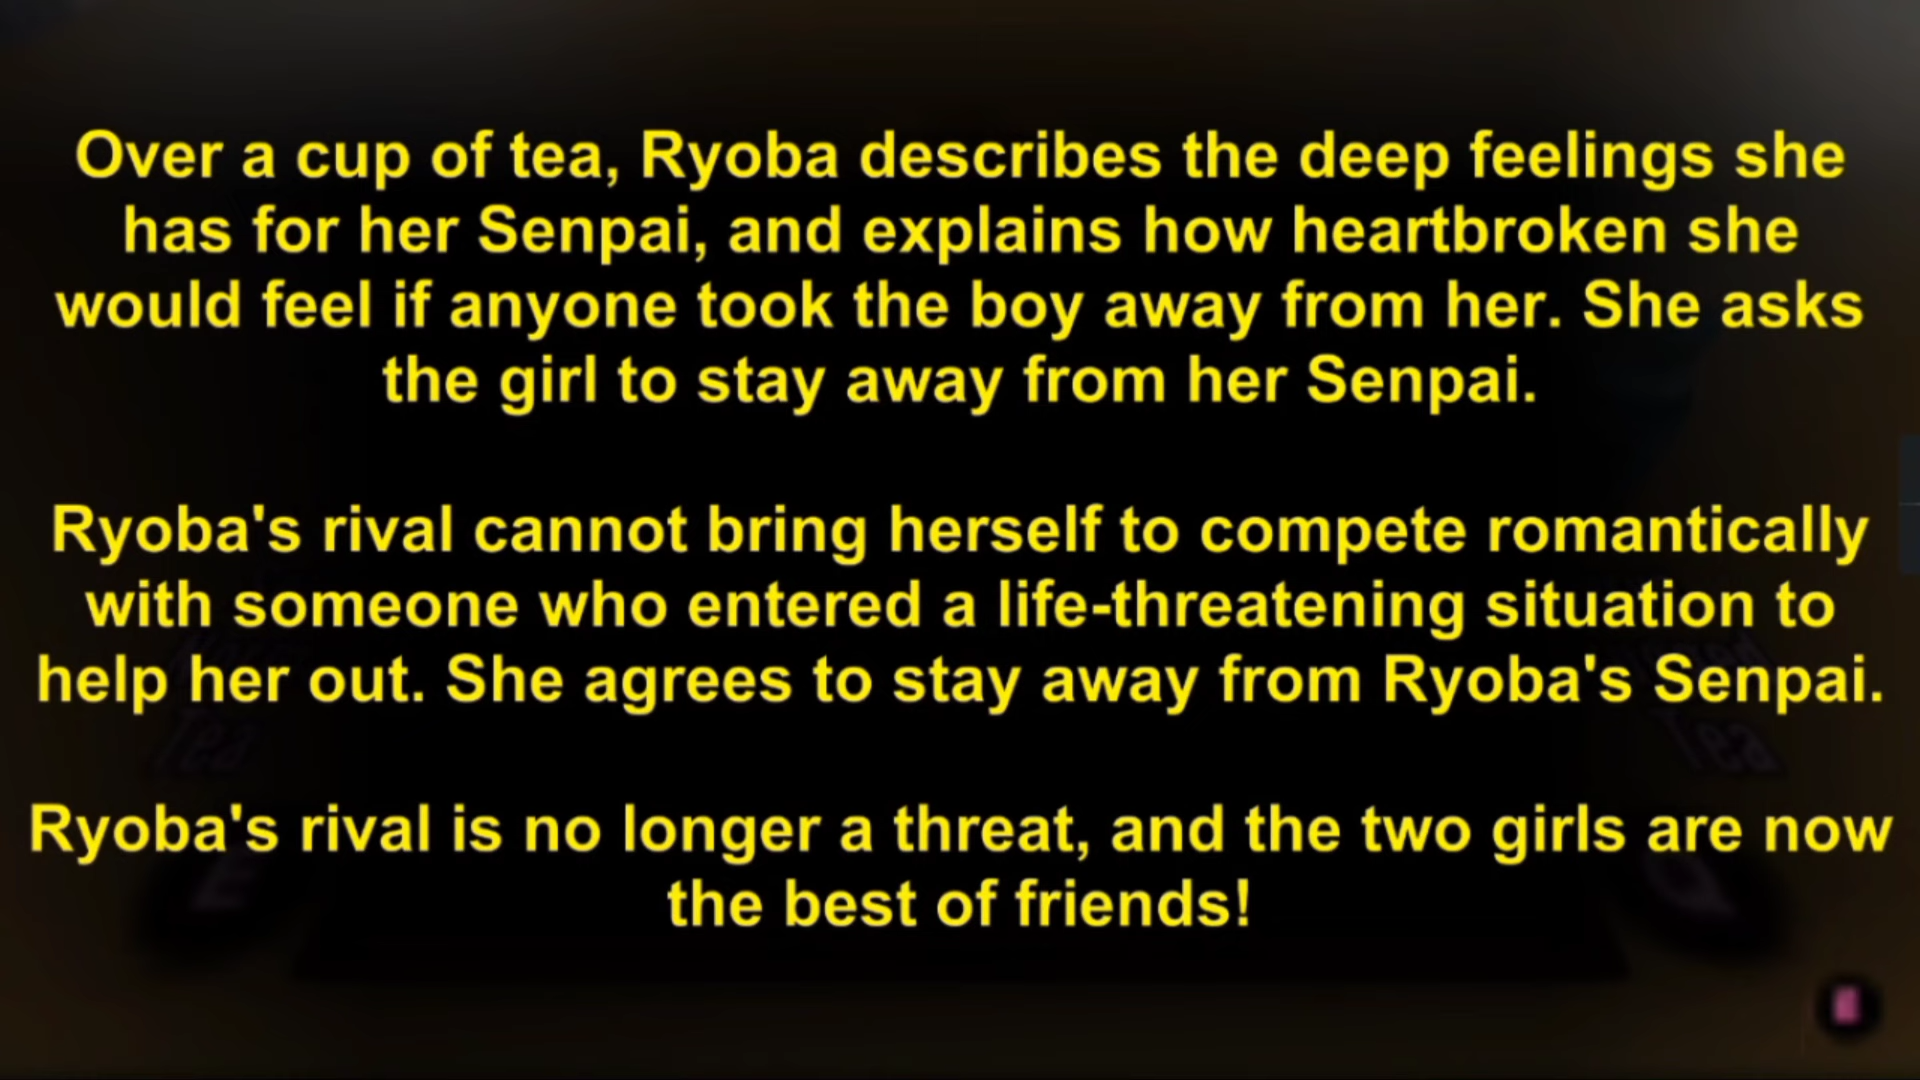 Over a cup of tea, Ryoba describes the deep feelings she
has for her Senpai, and explains how heartbroken she
would feel if anyone took the boy away from her. She asks
the girl to stay away from her Senpai.
Ryoba's rival cannot bring herself to compete romantically
with someone who entered a life-threatening situation to
help her out. She agrees to stay away from Ryoba's Senpai.
Ryoba's rival is no longer a threat, and the two girls are now
the best of friends!
Tea
Tea
E
Q